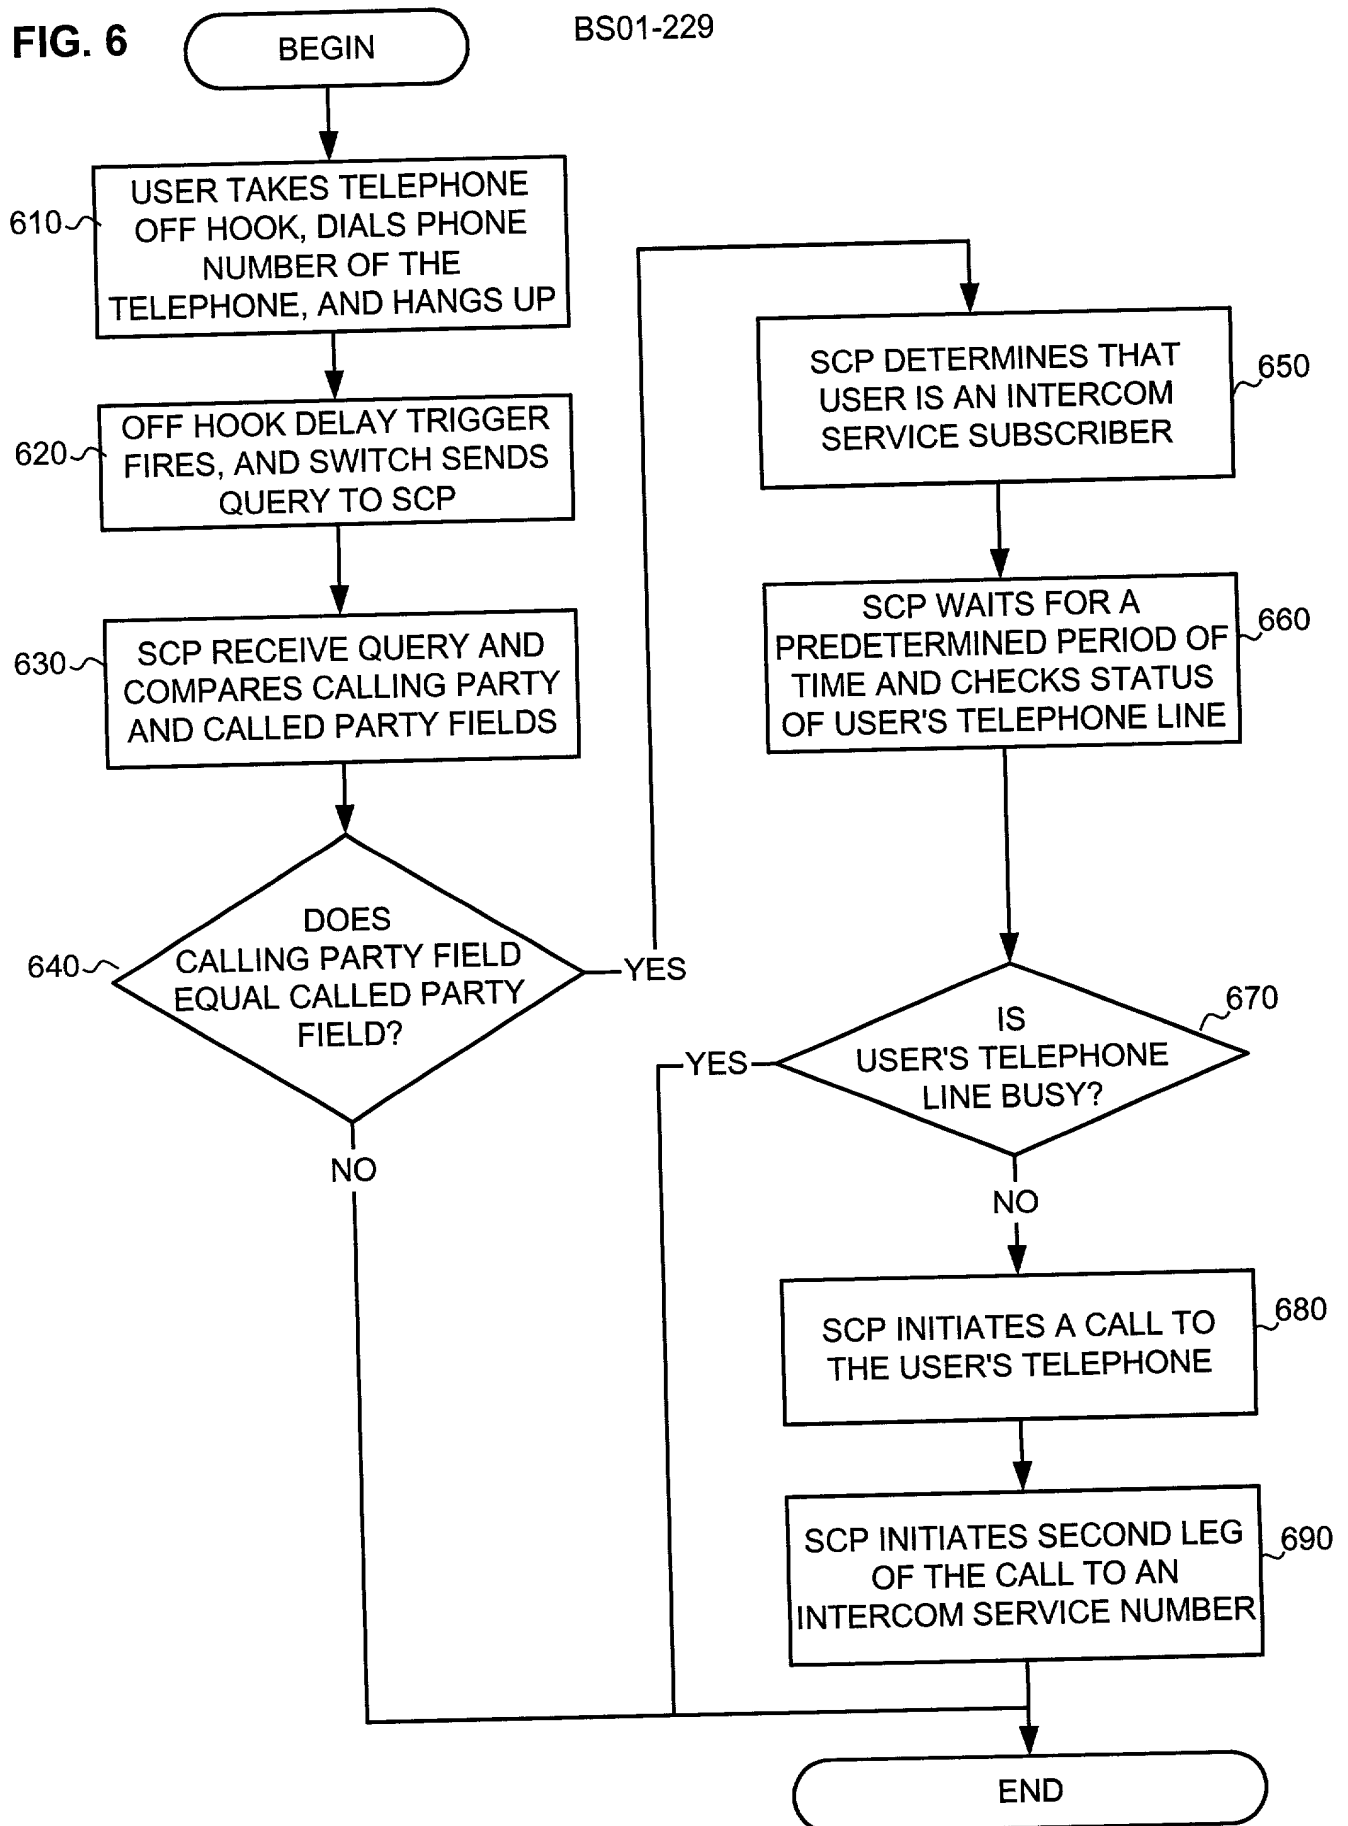 FIG. 6
BS01-229
BEGIN
610
USER TAKES TELEPHONE
OFF HOOK, DIALS PHONE
NUMBER OF THE
TELEPHONE, AND HANGS UP
620
OFF HOOK DELAY TRIGGER
FIRES, AND SWITCH SENDS
QUERY TO SCP
630
SCP RECEIVE QUERY AND
COMPARES CALLING PARTY
AND CALLED PARTY FIELDS
640
DOES
CALLING PARTY FIELD
EQUAL CALLED PARTY
FIELD?
YES
NO
650
SCP DETERMINES THAT
USER IS AN INTERCOM
SERVICE SUBSCRIBER
660
SCP WAITS FOR A
PREDETERMINED PERIOD OF
TIME AND CHECKS STATUS
OF USER'S TELEPHONE LINE
670
IS
USER'S TELEPHONE
LINE BUSY?
YES
NO
680
SCP INITIATES A CALL TO
THE USER'S TELEPHONE
690
SCP INITIATES SECOND LEG
OF THE CALL TO AN
INTERCOM SERVICE NUMBER
END